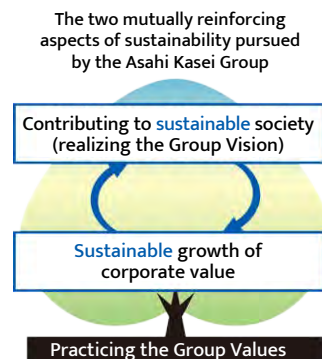 The two mutually reinforcing
aspects of sustainability pursued
by the Asahi Kasei Group
Contributing to sustainable society
(realizing the Group Vision)
Sustainable growth of
corporate value
Practicing the Group Values